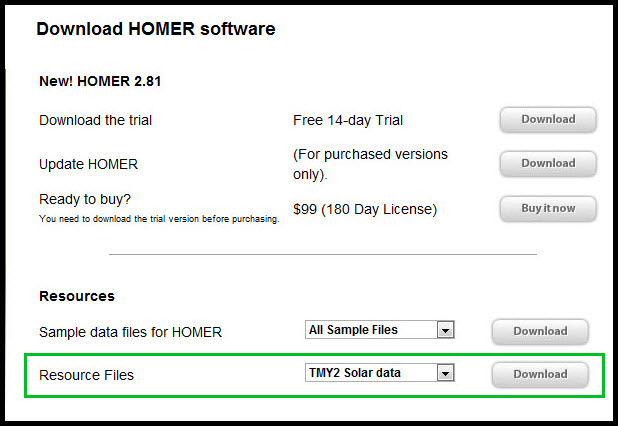 Download HOMER software
New! HOMER 2.81
Download the trial Free 14-day Trial Download
Update HOMER (For purchased versions only). Download
Ready to buy?
You need to download the trial version before purchasing. $99 (180 Day License) Buy it now
Resources
Sample data files for HOMER All Sample Files Download
Resource Files TMY2 Solar data Download